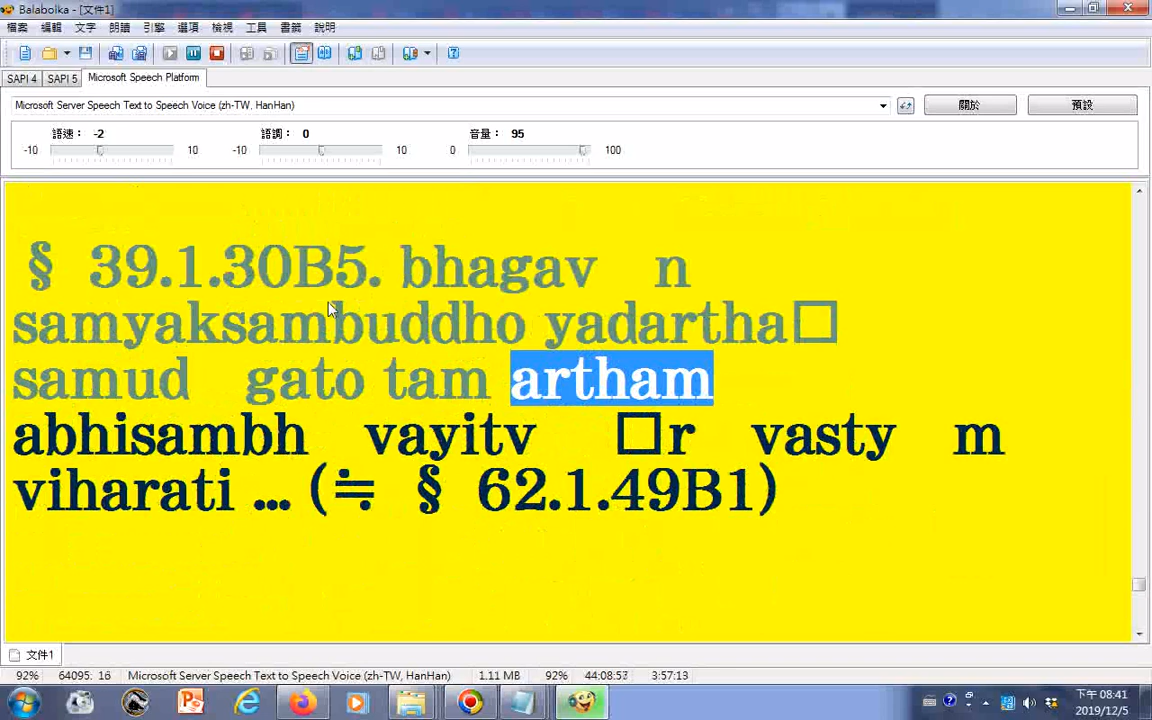 Balabolka - [文件1]
檔案 編輯 文字 朗讀 引擎 選項 檢視 工具 書籤 說明
SAPI 4 SAPI 5 Microsoft Speech Platform
Microsoft Server Speech Text to Speech Voice (zh-TW, HanHan) 關於 預設
語速： -2 語調： 0 音量： 95
-10 10 -10 10 0 100
§ 39.1.30B5. bhagav n
samyaksambuddho yadartha□
samud gato tam artham
abhisambh vayitv □r vasty m
viharati ... (≒ § 62.1.49B1)
文件1
92% 64095: 16 Microsoft Server Speech Text to Speech Voice (zh-TW, HanHan) 1.11 MB 92% 44:08:53 3:57:13
下午 08:41
2019/12/5